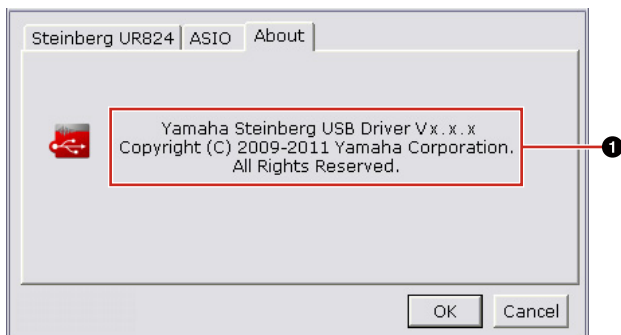 Steinberg UR824 ASIO About
Yamaha Steinberg USB Driver Vx.x.x
Copyright (C) 2009-2011 Yamaha Corporation.
All Rights Reserved.
1
OK Cancel